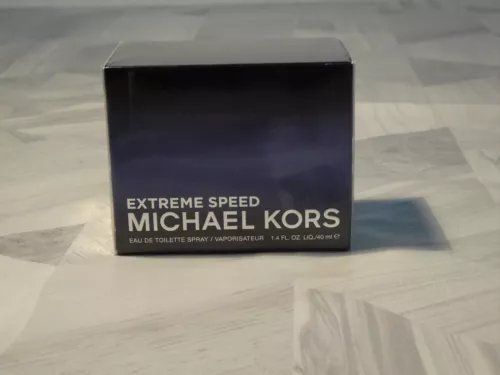 EXTREME SPEED
MICHAEL KORS
EAU DE TOILETTE SPRAY / VAPORISATEUR 1.4 FL. OZ. LIQ./40 ml ℮